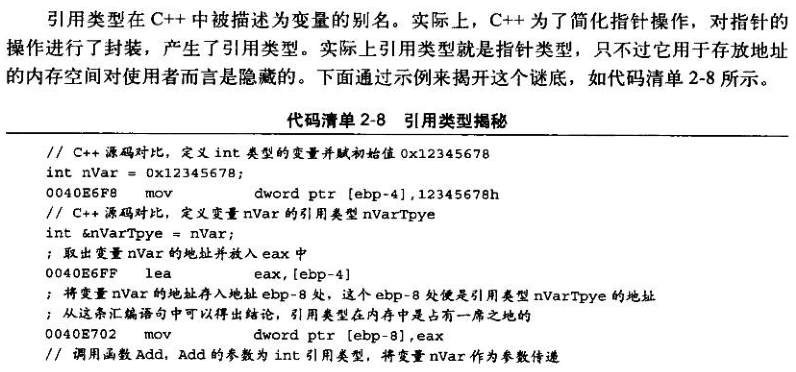 引用类型在 C++ 中被描述为变量的别名。实际上，C++ 为了简化指针操作，对指针的
操作进行了封装，产生了引用类型。实际上引用类型就是指针类型，只不过它用于存放地址
的内存空间对使用者而言是隐藏的。下面通过示例来揭开这个谜底，如代码清单 2-8 所示。
代码清单 2-8 引用类型揭秘
// C++ 源码对比，定义 int 类型的变量并赋初始值 0x12345678
int nVar = 0x12345678;
0040E6F8 mov dword ptr [ebp-4],12345678h
// C++ 源码对比，定义变量 nVar 的引用类型 nVarTpye
int &nVarTpye = nVar;
; 取出变量 nVar 的地址并放入 eax 中
0040E6FF lea eax,[ebp-4]
; 将变量 nVar 的地址存入地址 ebp-8 处，这个 ebp-8 处便是引用类型 nVarTpye 的地址
; 从这条汇编语句中可以得出结论，引用类型在内存中是占有一席之地的
0040E702 mov dword ptr [ebp-8],eax
// 调用函数 Add，Add 的参数为 int 引用类型，将变量 nVar 作为参数传递